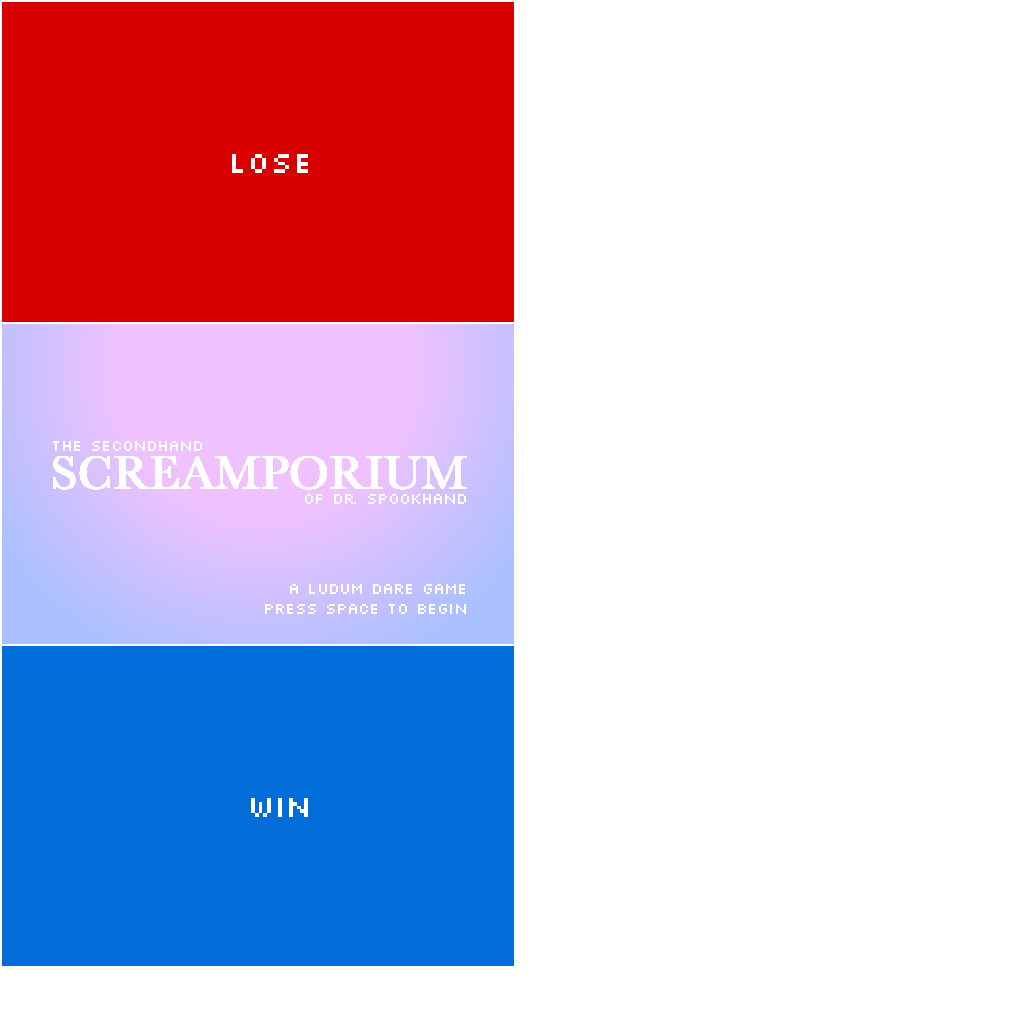 LOSE
THE SECONDHAND
SCREAMPORIUM
OF DR. SPOOKHAND
A LUDUM DARE GAME
PRESS SPACE TO BEGIN
WIN